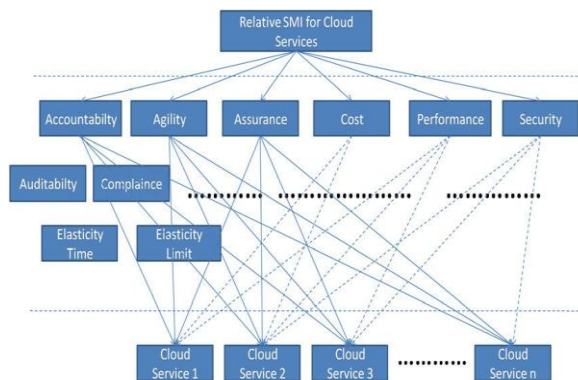 Relative SMI for Cloud
Services
Accountabilty
Agility
Assurance
Cost
Performance
Security
Auditabilty
Complaince
Elasticity
Time
Elasticity
Limit
Cloud
Service 1
Cloud
Service 2
Cloud
Service 3
Cloud
Service n